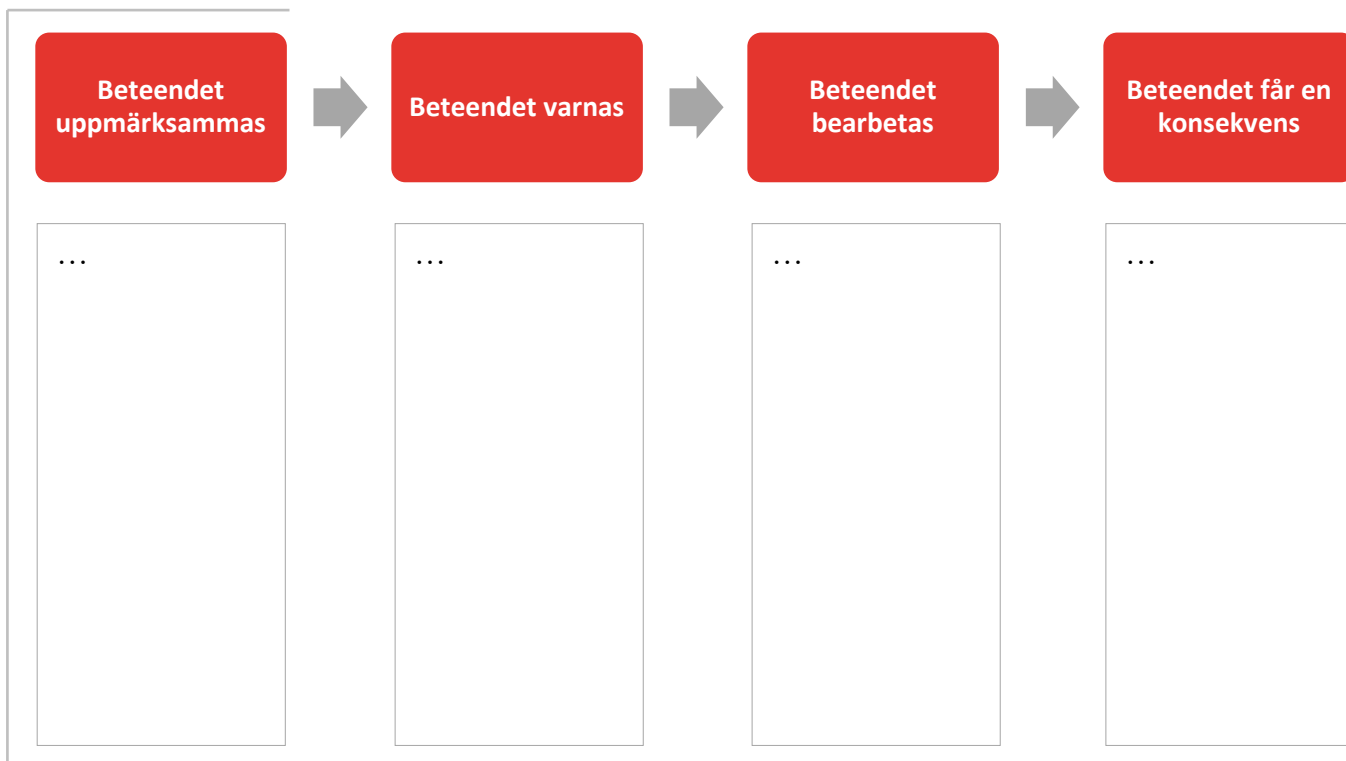 Beteendet
uppmärksammas
Beteendet varnas
Beteendet
bearbetas
Beteendet får en
konsekvens
...
...
...
...